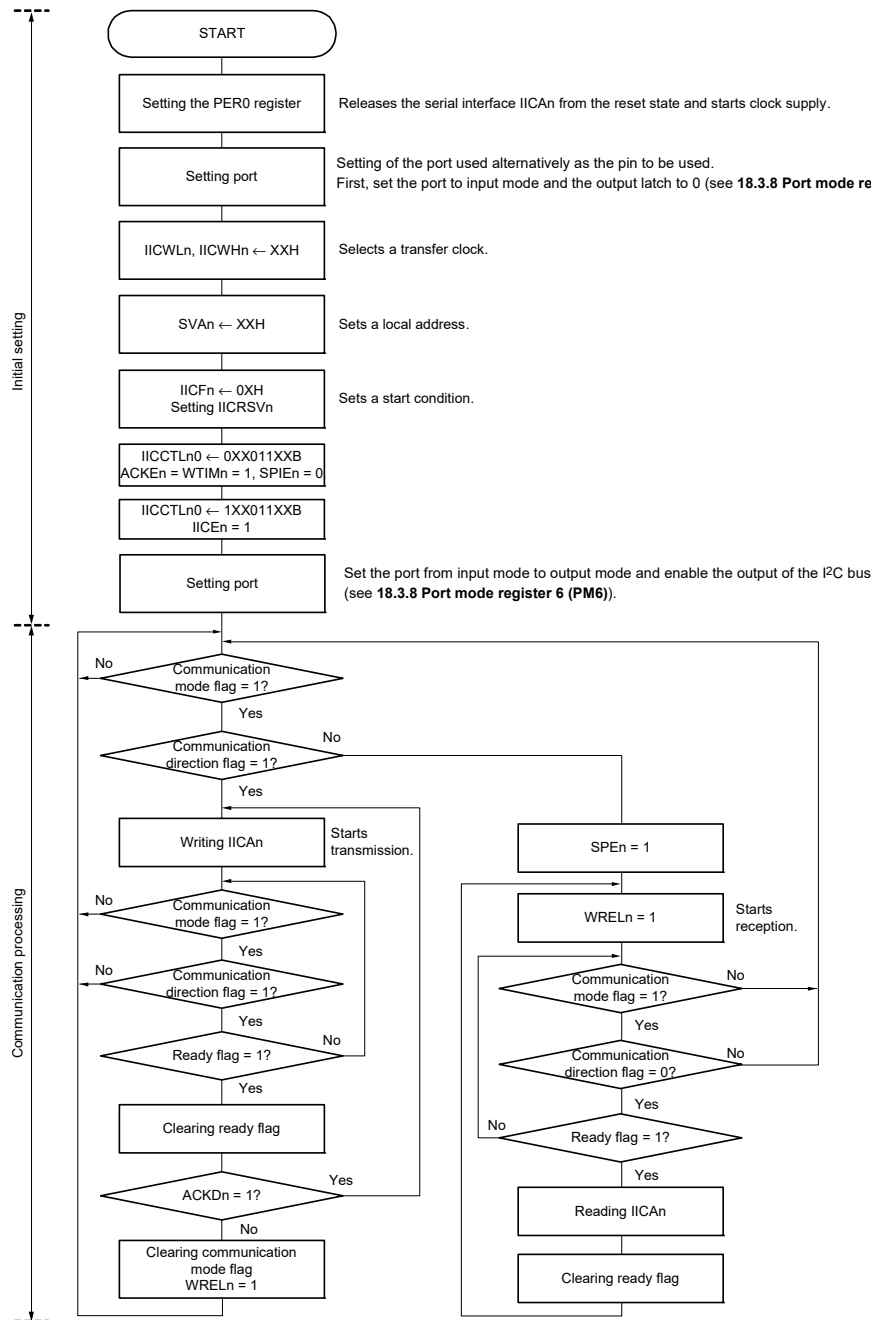 START
Setting the PER0 register
Releases the serial interface IICAn from the reset state and starts clock supply.
Setting port
Setting of the port used alternatively as the pin to be used.
First, set the port to input mode and the output latch to 0 (see 18.3.8 Port mode re
IICWLn, IICWHn ← XXH
Selects a transfer clock.
SVAn ← XXH
Sets a local address.
IICFn ← 0XH
Setting IICRSVn
Sets a start condition.
IICCTLn0 ← 0XX011XXB
ACKEn = WTIMn = 1, SPIEn = 0
IICCTLn0 ← 1XX011XXB
IICEn = 1
Setting port
Set the port from input mode to output mode and enable the output of the I2C bus
(see 18.3.8 Port mode register 6 (PM6)).
Initial setting
Communication processing
No
Communication
mode flag = 1?
Yes
Communication
direction flag = 1?
No
Yes
Writing IICAn
Starts
transmission.
No
Communication
mode flag = 1?
Yes
No
Communication
direction flag = 1?
Yes
Ready flag = 1?
No
Yes
Clearing ready flag
ACKDn = 1?
Yes
No
Clearing communication
mode flag
WRELn = 1
SPEn = 1
WRELn = 1
Starts
reception.
Communication
mode flag = 1?
No
Yes
Communication
direction flag = 0?
No
Yes
No
Ready flag = 1?
Yes
Reading IICAn
Clearing ready flag